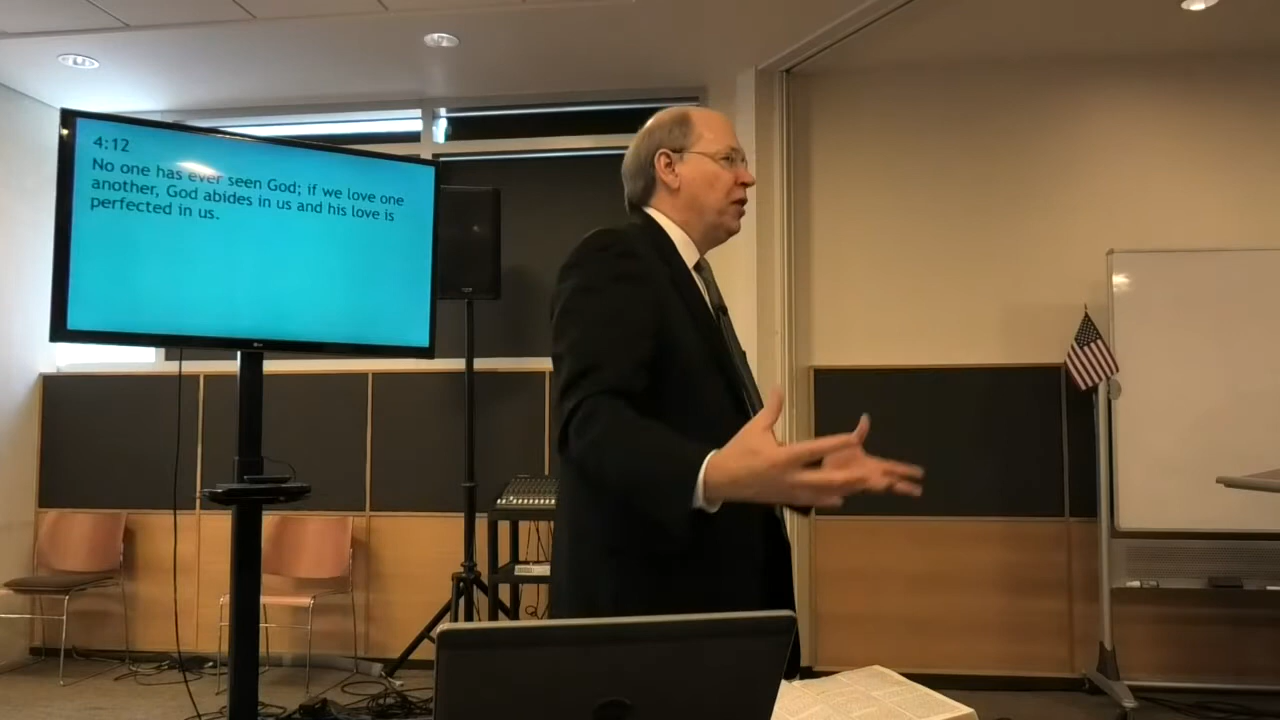 4:12
No one has ever seen God; if we love one
another, God abides in us and his love is
perfected in us.
LG